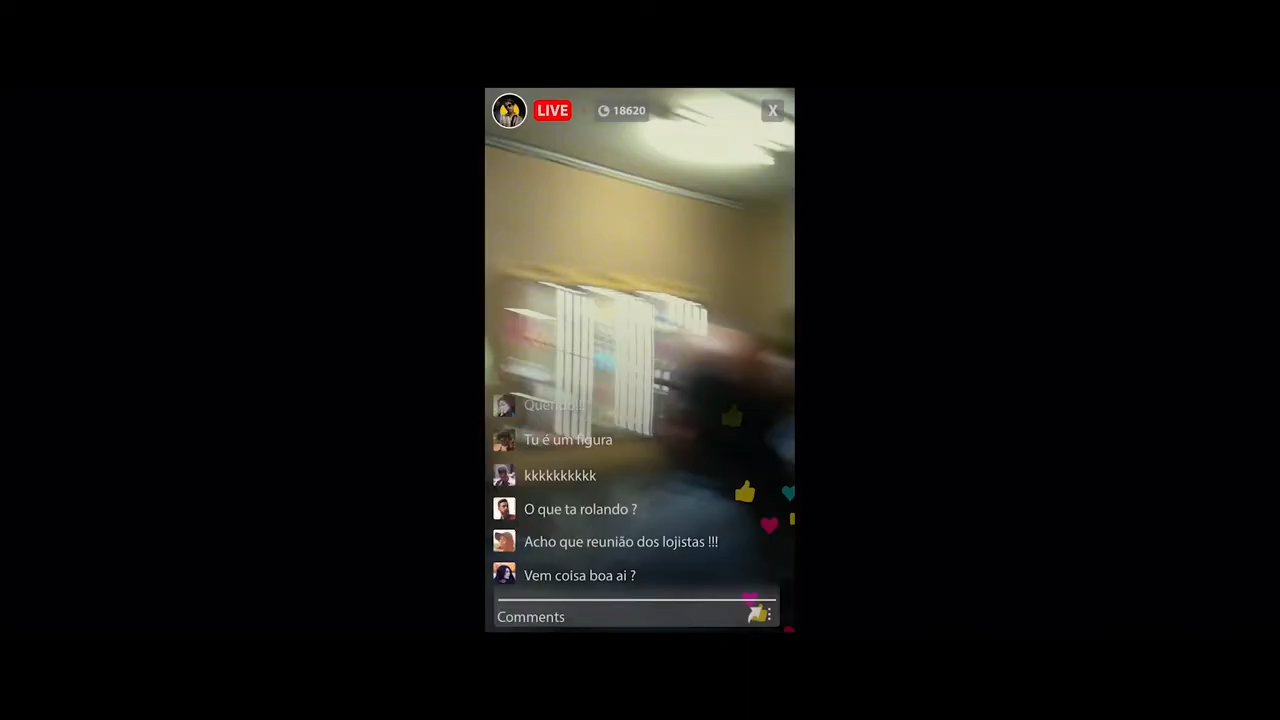 LIVE
18620
X
Tu é um figura
kkkkkkkkkk
O que ta rolando ?
Acho que reunião dos lojistas !!!
Vem coisa boa ai ?
Comments